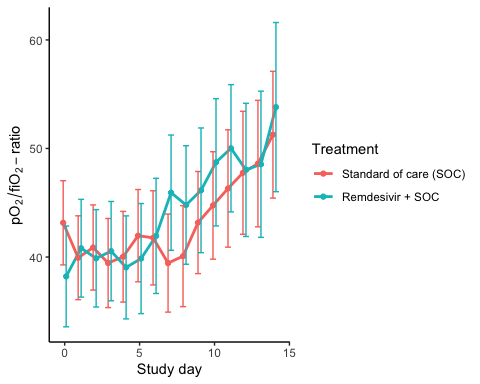 60
50
40
pO₂/fiO₂ – ratio
0
5
10
15
Study day
Treatment
Standard of care (SOC)
Remdesivir + SOC